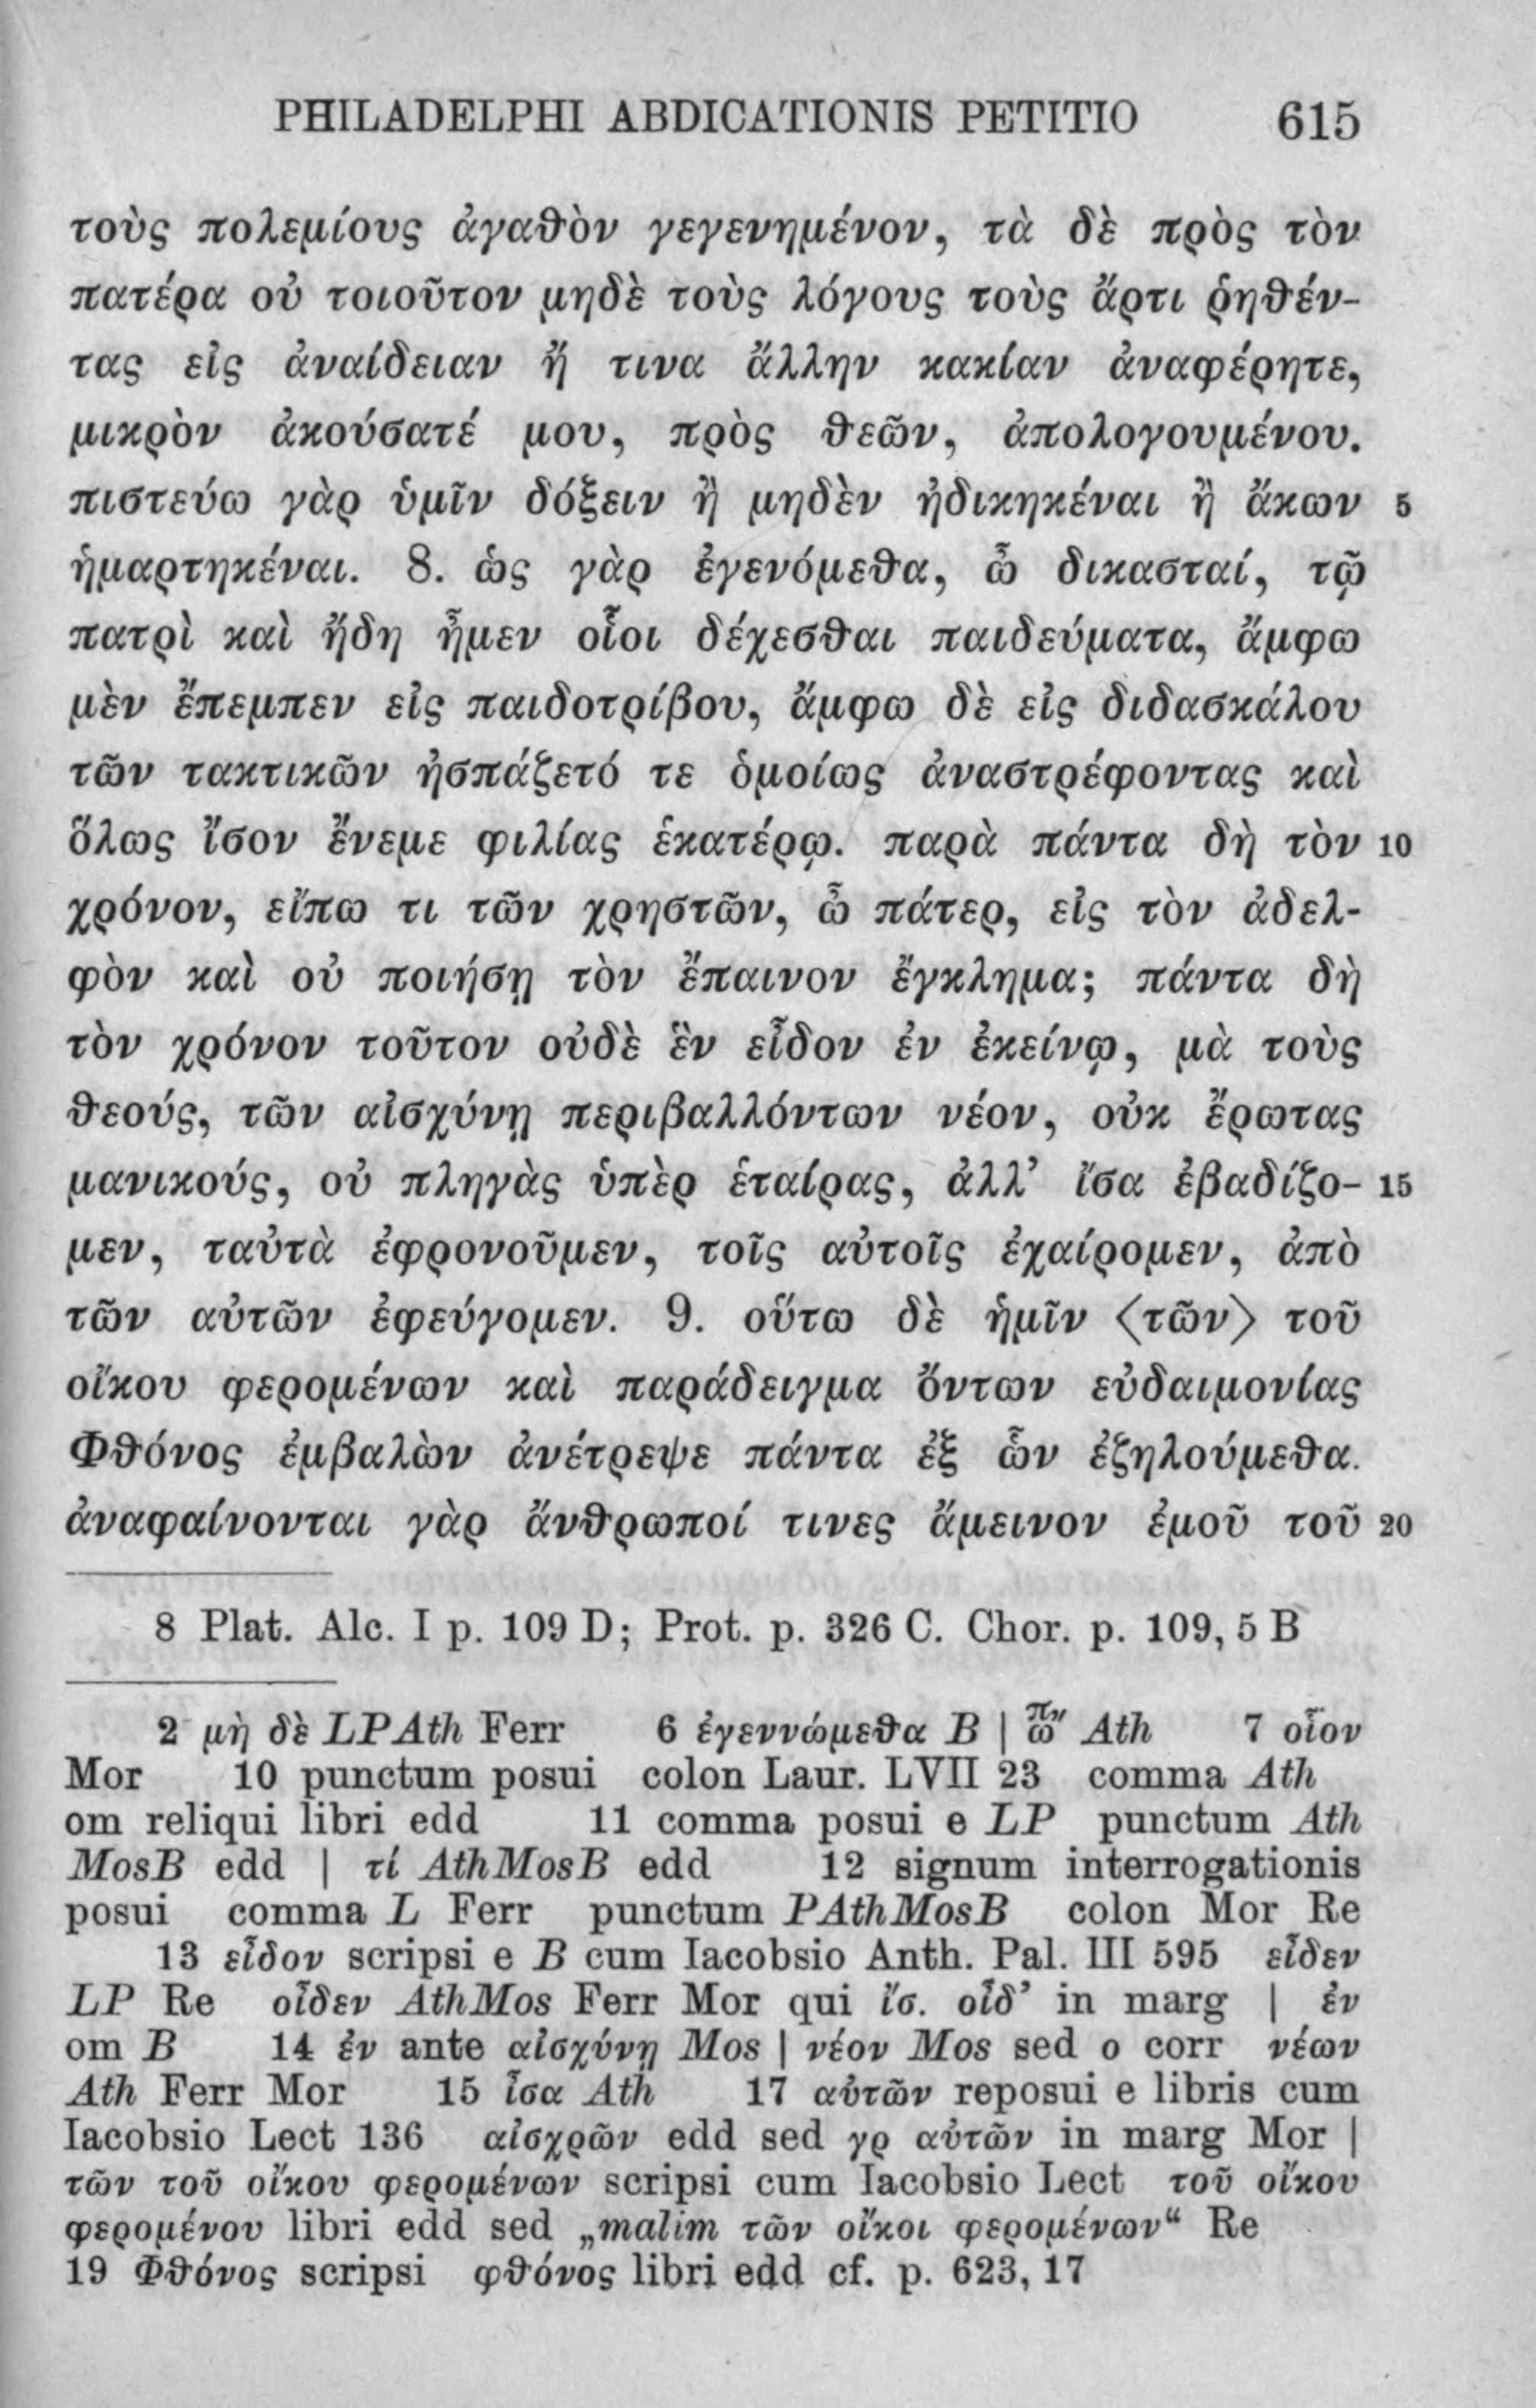 PHILADELPHI ABDICATIONIS PETITIO 615
τοὺς πολεμίους ἀγαθὸν γεγενημένον, τὰ δὲ πρὸς τὸν
πατέρα οὐ τοιοῦτον μηδὲ τοὺς λόγους τοὺς ἄρτι ῥηθέν-
τας εἰς ἀναίδειαν ἤ τινα ἄλλην κακίαν ἀναφέρητε,
μικρὸν ἀκούσατέ μου, πρὸς θεῶν, ἀπολογουμένου.
πιστεύω γὰρ ὑμῖν δόξειν ἢ μηδὲν ἠδικηκέναι ἢ ἄκων 5
ἡμαρτηκέναι. 8. ὡς γὰρ ἐγενόμεθα, ὦ δικασταί, τῷ
πατρὶ καὶ ἤδη ἦμεν οἷοι δέχεσθαι παιδεύματα, ἄμφω
μὲν ἔπεμπεν εἰς παιδοτρίβου, ἄμφω δὲ εἰς διδασκάλου
τῶν τακτικῶν ἠσπάζετό τε ὁμοίως ἀναστρέφοντας καὶ
ὅλως ἴσον ἔνεμε φιλίας ἑκατέρῳ. παρὰ πάντα δὴ τὸν 10
χρόνον, εἴπω τι τῶν χρηστῶν, ὦ πάτερ, εἰς τὸν ἀδελ-
φὸν καὶ οὐ ποιήσῃ τὸν ἔπαινον ἔγκλημα; πάντα δὴ
τὸν χρόνον τοῦτον οὐδὲ ἓν εἶδον ἐν ἐκείνῳ, μὰ τοὺς
θεούς, τῶν αἰσχύνῃ περιβαλλόντων νέον, οὐκ ἔρωτας
μανικούς, οὐ πληγὰς ὑπὲρ ἑταίρας, ἀλλ’ ἴσα ἐβαδίζο- 15
μεν, ταὐτὰ ἐφρονοῦμεν, τοῖς αὐτοῖς ἐχαίρομεν, ἀπὸ
τῶν αὐτῶν ἐφεύγομεν. 9. οὕτω δὲ ἡμῖν ⟨τῶν⟩ τοῦ
οἴκου φερομένων καὶ παράδειγμα ὄντων εὐδαιμονίας
Φθόνος ἐμβαλὼν ἀνέτρεψε πάντα ἐξ ὧν ἐζηλούμεθα.
ἀναφαίνονται γὰρ ἄνθρωποί τινες ἄμεινον ἐμοῦ τοῦ 20
8 Plat. Alc. I p. 109 D; Prot. p. 326 C. Chor. p. 109, 5 B
2 μὴ δὲ LPAth Ferr 6 ἐγεννώμεθα B | ὦ Ath 7 οἷον
Mor 10 punctum posui colon Laur. LVII 23 comma Ath
om reliqui libri edd 11 comma posui e LP punctum Ath
MosB edd | τί AthMosB edd 12 signum interrogationis
posui comma L Ferr punctum PAthMosB colon Mor Re
13 εἶδον scripsi e B cum Iacobsio Anth. Pal. III 595 εἶδεν
LP Re οἶδεν AthMos Ferr Mor qui ἴσ. οἶδ’ in marg | ἐν
om B 14 ἐν ante αἰσχύνῃ Mos | νέον Mos sed ο corr νέων
Ath Ferr Mor 15 ἶσα Ath 17 αὐτῶν reposui e libris cum
Iacobsio Lect 136 αἰσχρῶν edd sed γρ αὐτῶν in marg Mor |
τῶν τοῦ οἴκου φερομένων scripsi cum Iacobsio Lect τοῦ οἴκου
φερομένου libri edd sed „malim τῶν οἴκοι φερομένων“ Re
19 Φθόνος scripsi φθόνος libri edd cf. p. 623, 17